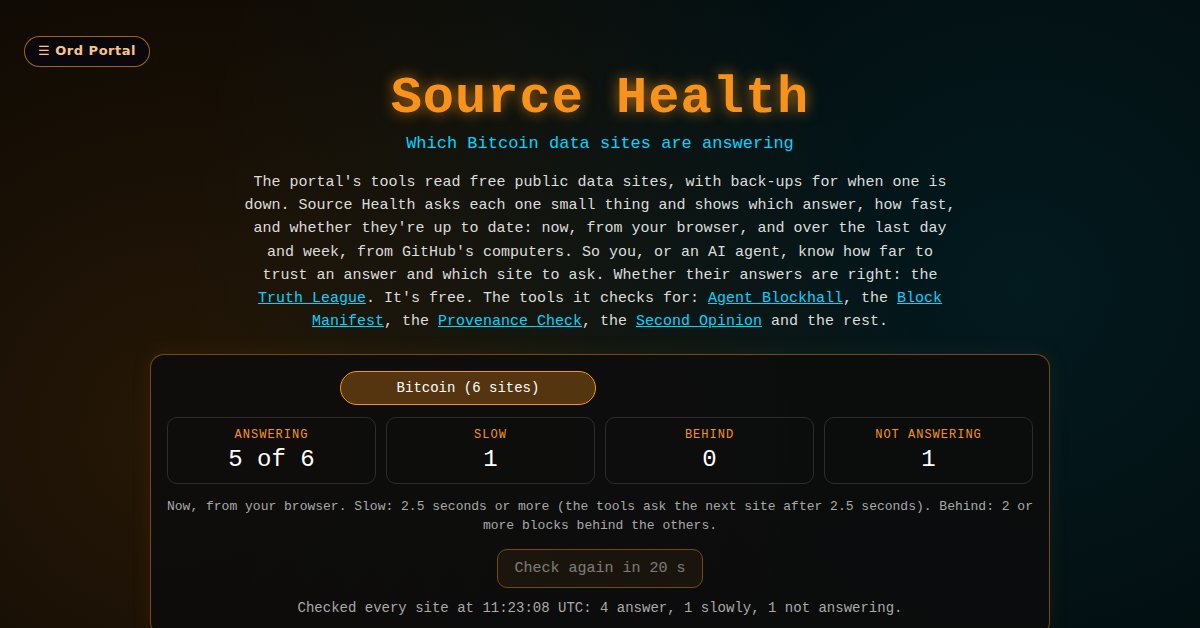 ☰ Ord Portal
Source Health
Which Bitcoin data sites are answering
The portal's tools read free public data sites, with back-ups for when one is
down. Source Health asks each one small thing and shows which answer, how fast,
and whether they're up to date: now, from your browser, and over the last day
and week, from GitHub's computers. So you, or an AI agent, know how far to
trust an answer and which site to ask. Whether their answers are right: the
Truth League. It's free. The tools it checks for: Agent Blockhall, the Block
Manifest, the Provenance Check, the Second Opinion and the rest.
Bitcoin (6 sites)
ANSWERING
5 of 6
SLOW
1
BEHIND
0
NOT ANSWERING
1
Now, from your browser. Slow: 2.5 seconds or more (the tools ask the next site after 2.5 seconds). Behind: 2 or
more blocks behind the others.
Check again in 20 s
Checked every site at 11:23:08 UTC: 4 answer, 1 slowly, 1 not answering.